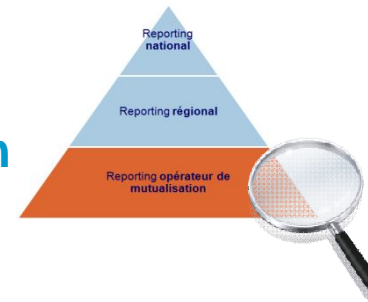 Reporting
national
Reporting régional
n
Reporting opérateur de
mutualisation